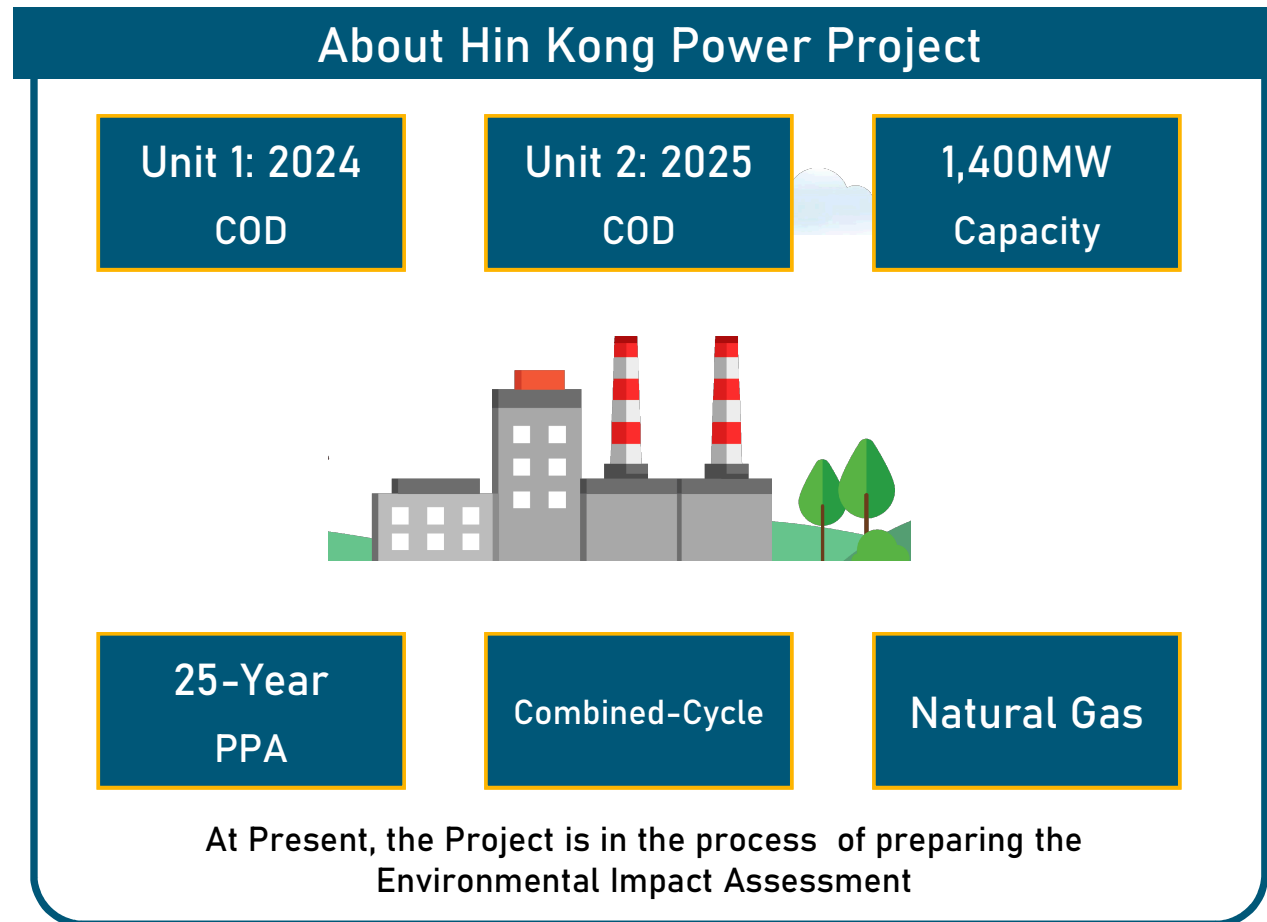 About Hin Kong Power Project
Unit 1: 2024
COD
Unit 2: 2025
COD
1,400MW
Capacity
25-Year
PPA
Combined-Cycle
Natural Gas
At Present, the Project is in the process of preparing the
Environmental Impact Assessment